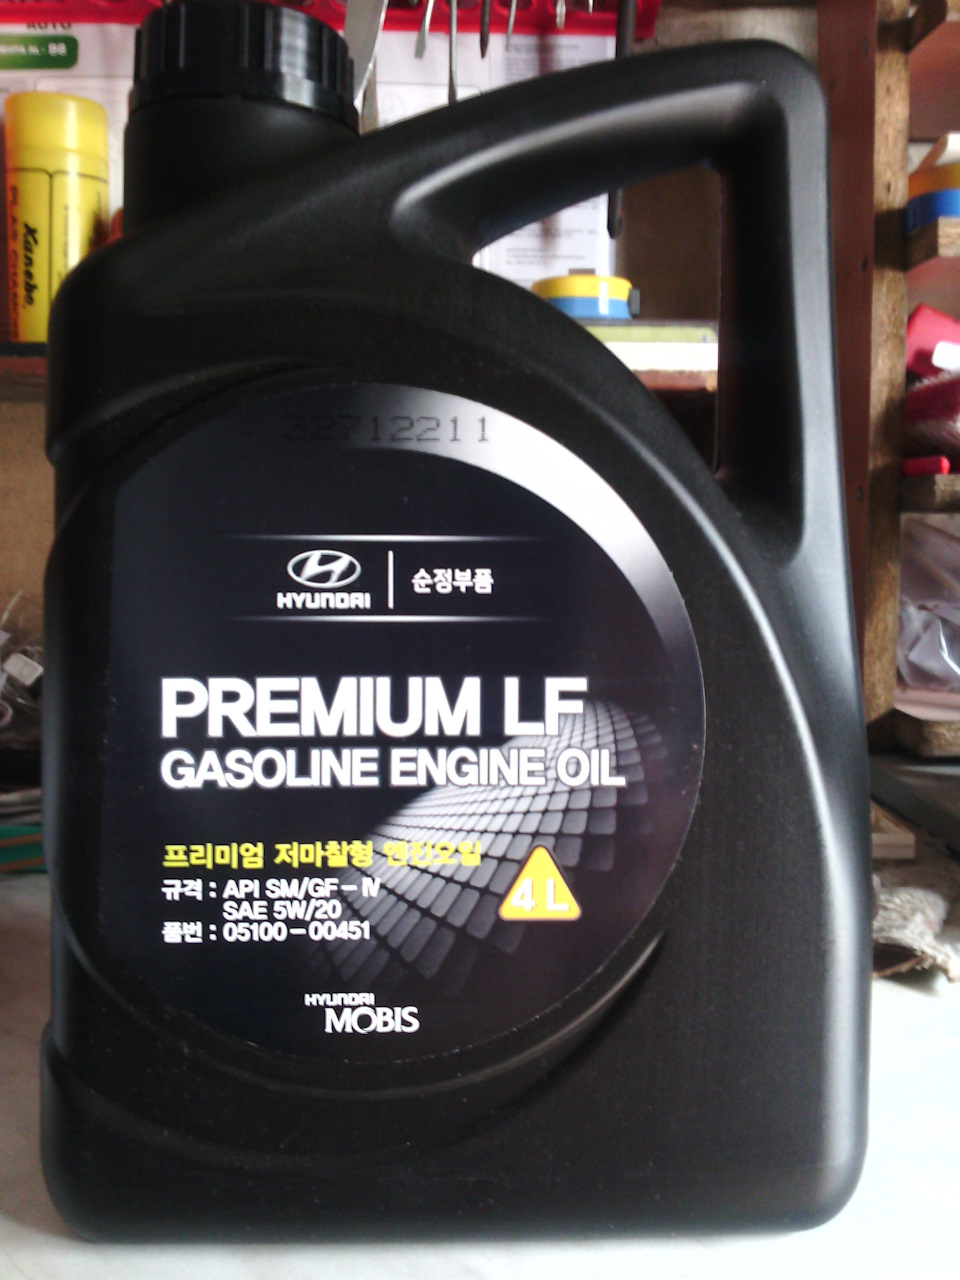 AUTO
Kanebo,
32712211
HYUNDAI
순정부품
PREMIUM LF
GASOLINE ENGINE OIL
프리미엄 저마찰형 엔진오일
규격 : API SM/GF-Ⅳ
SAE 5W/20
품번 : 05100-00451
4 L
HYUNDAI
MOBIS